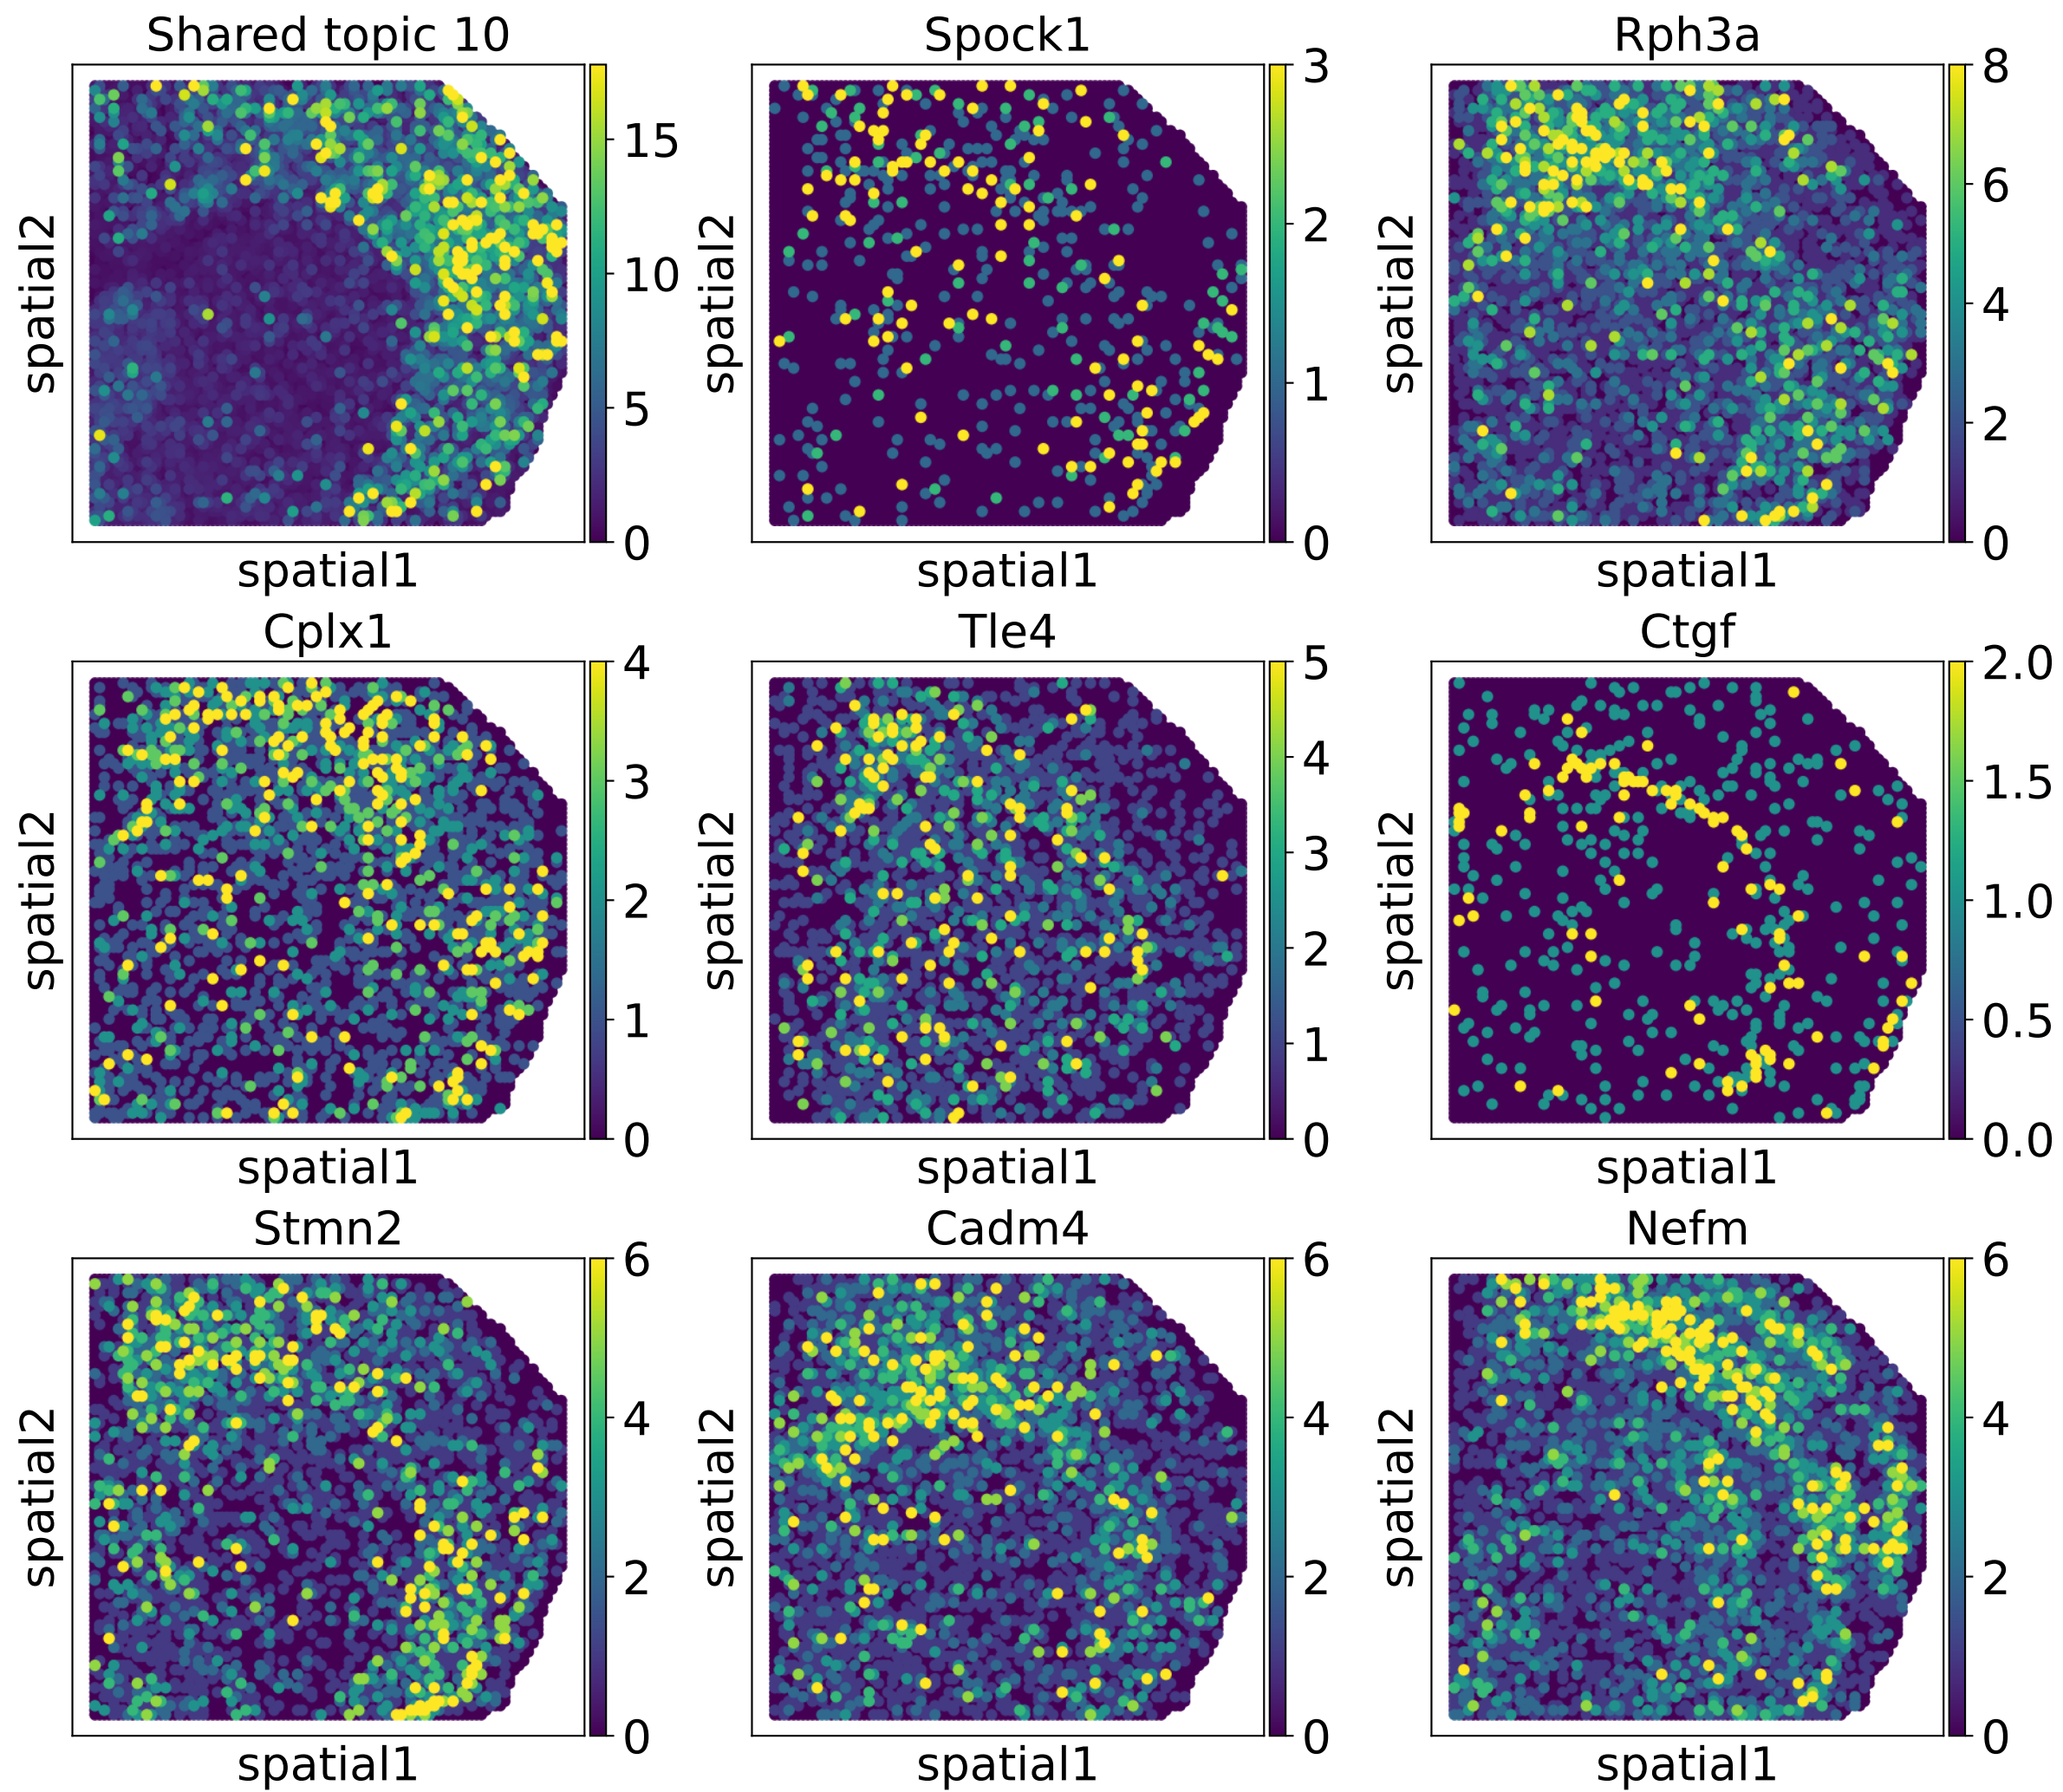 Shared topic 10
Spock1
Rph3a
spatial2
15
10
5
0
spatial1
spatial2
3
2
1
0
spatial1
spatial2
8
6
4
2
0
spatial1
Cplx1
Tle4
Ctgf
spatial2
4
3
2
1
0
spatial1
spatial2
5
4
3
2
1
0
spatial1
spatial2
2.0
1.5
1.0
0.5
0.0
spatial1
Stmn2
Cadm4
Nefm
spatial2
6
4
2
0
spatial1
spatial2
6
4
2
0
spatial1
spatial2
6
4
2
0
spatial1